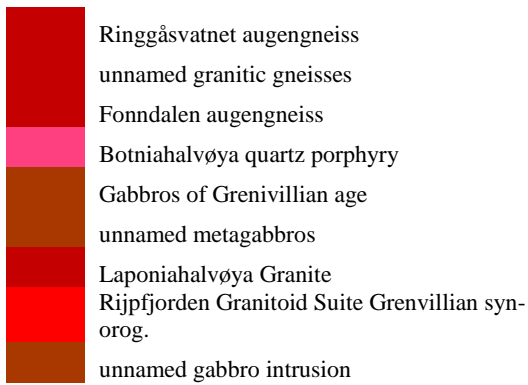 Ringgåsvatnet augengneiss
unnamed granitic gneisses
Fonndalen augengneiss
Botniahalvøya quartz porphyry
Gabbros of Grenivillian age
unnamed metagabbros
Laponiahalvøya Granite
Rijpfjorden Granitoid Suite Grenvillian syn-
orog.
unnamed gabbro intrusion